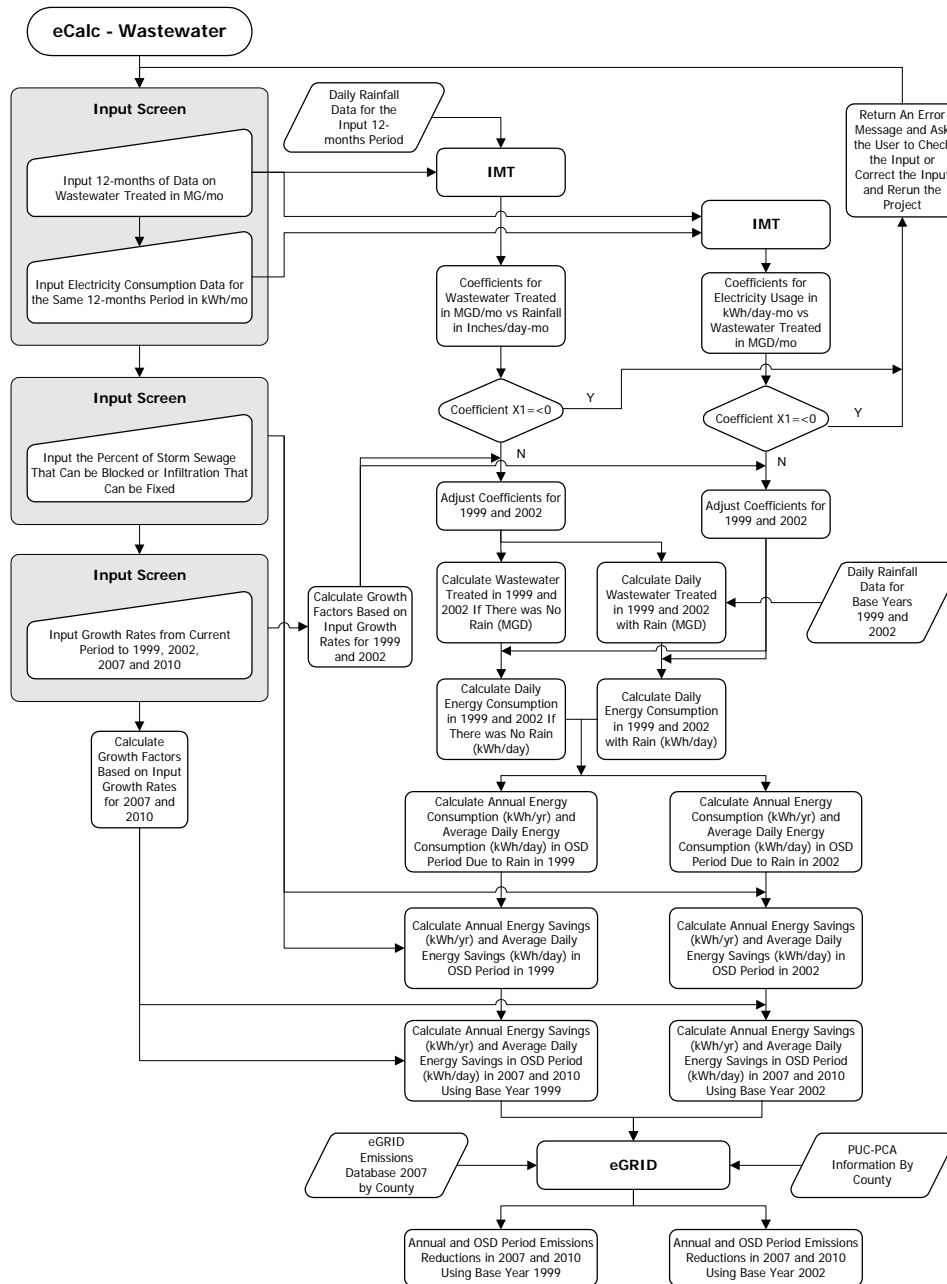 eCalc - Wastewater
Input Screen
Input 12-months of Data on
Wastewater Treated in MG/mo
Input Electricity Consumption Data for
the Same 12-months Period in kWh/mo
Daily Rainfall
Data for the
Input 12-
months Period
IMT
IMT
Return An Error
Message and Ask
the User to Check
the Input or
Correct the Input
and Rerun the
Project
Coefficients for
Wastewater Treated
in MGD/mo vs Rainfall
in Inches/day-mo
Coefficients for
Electricity Usage in
kWh/day-mo vs
Wastewater Treated
in MGD/mo
Coefficient X1=<0
Y
N
Coefficient X1=<0
Y
N
Input Screen
Input the Percent of Storm Sewage
That Can be Blocked or Infiltration That
Can be Fixed
Adjust Coefficients for
1999 and 2002
Adjust Coefficients for
1999 and 2002
Input Screen
Input Growth Rates from Current
Period to 1999, 2002,
2007 and 2010
Calculate Growth
Factors Based on
Input Growth
Rates for 1999
and 2002
Calculate Wastewater
Treated in 1999 and
2002 If There was No
Rain (MGD)
Calculate Daily
Wastewater Treated
in 1999 and 2002
with Rain (MGD)
Daily Rainfall
Data for
Base Years
1999 and
2002
Calculate Daily
Energy Consumption
in 1999 and 2002 If
There was No Rain
(kWh/day)
Calculate Daily
Energy Consumption
in 1999 and 2002
with Rain (kWh/day)
Calculate
Growth Factors
Based on Input
Growth Rates
for 2007 and
2010
Calculate Annual Energy
Consumption (kWh/yr) and
Average Daily Energy
Consumption (kWh/day) in OSD
Period Due to Rain in 1999
Calculate Annual Energy
Consumption (kWh/yr) and
Average Daily Energy
Consumption (kWh/day) in OSD
Period Due to Rain in 2002
Calculate Annual Energy Savings
(kWh/yr) and Average Daily
Energy Savings (kWh/day) in
OSD Period in 1999
Calculate Annual Energy Savings
(kWh/yr) and Average Daily
Energy Savings (kWh/day) in
OSD Period in 2002
Calculate Annual Energy Savings
(kWh/yr) and Average Daily
Energy Savings in OSD Period
(kWh/day) in 2007 and 2010
Using Base Year 1999
Calculate Annual Energy Savings
(kWh/yr) and Average Daily
Energy Savings in OSD Period
(kWh/day) in 2007 and 2010
Using Base Year 2002
eGRID
Emissions
Database 2007
by County
eGRID
PUC-PCA
Information By
County
Annual and OSD Period Emissions
Reductions in 2007 and 2010
Using Base Year 1999
Annual and OSD Period Emissions
Reductions in 2007 and 2010
Using Base Year 2002